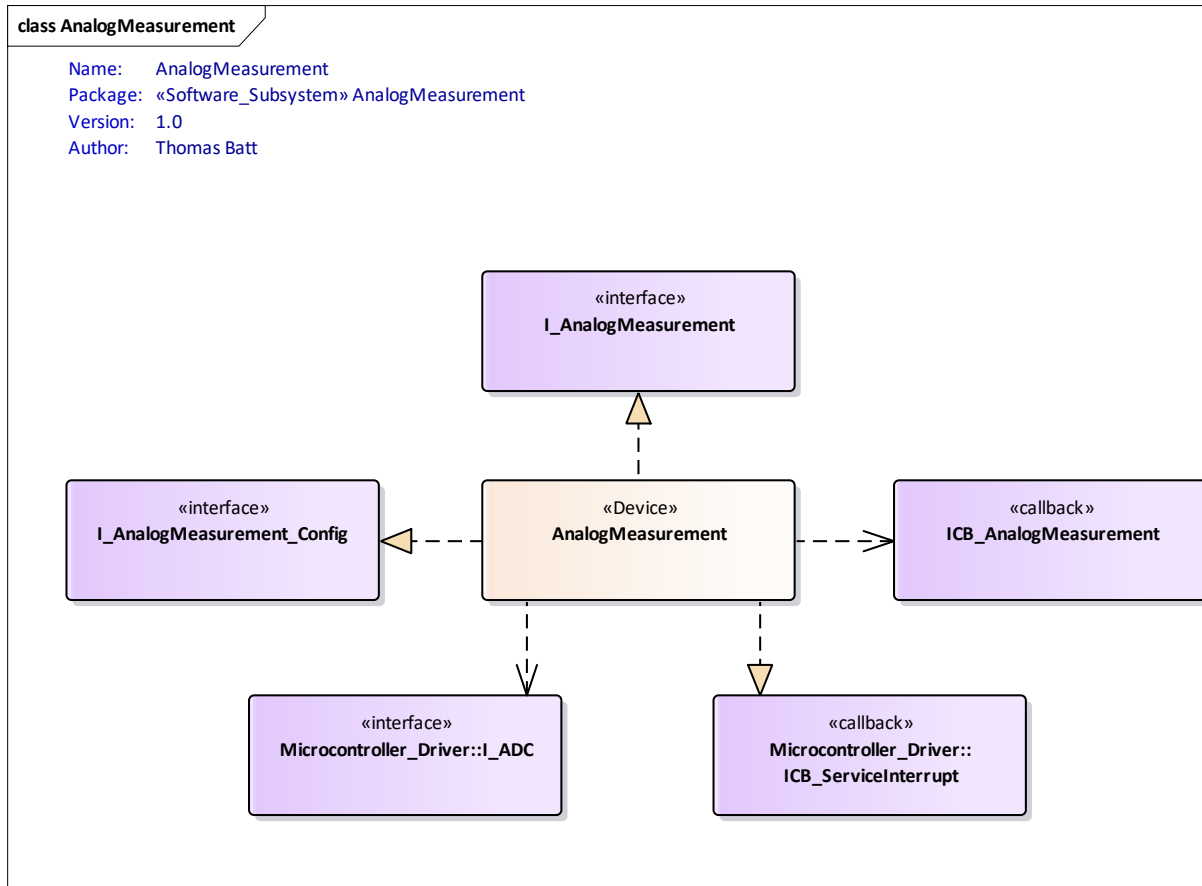 class AnalogMeasurement
Name: AnalogMeasurement
Package: «Software_Subsystem» AnalogMeasurement
Version: 1.0
Author: Thomas Batt
«interface»
I_AnalogMeasurement
«interface»
I_AnalogMeasurement_Config
«Device»
AnalogMeasurement
«callback»
ICB_AnalogMeasurement
«interface»
Microcontroller_Driver::I_ADC
«callback»
Microcontroller_Driver::
ICB_ServiceInterrupt